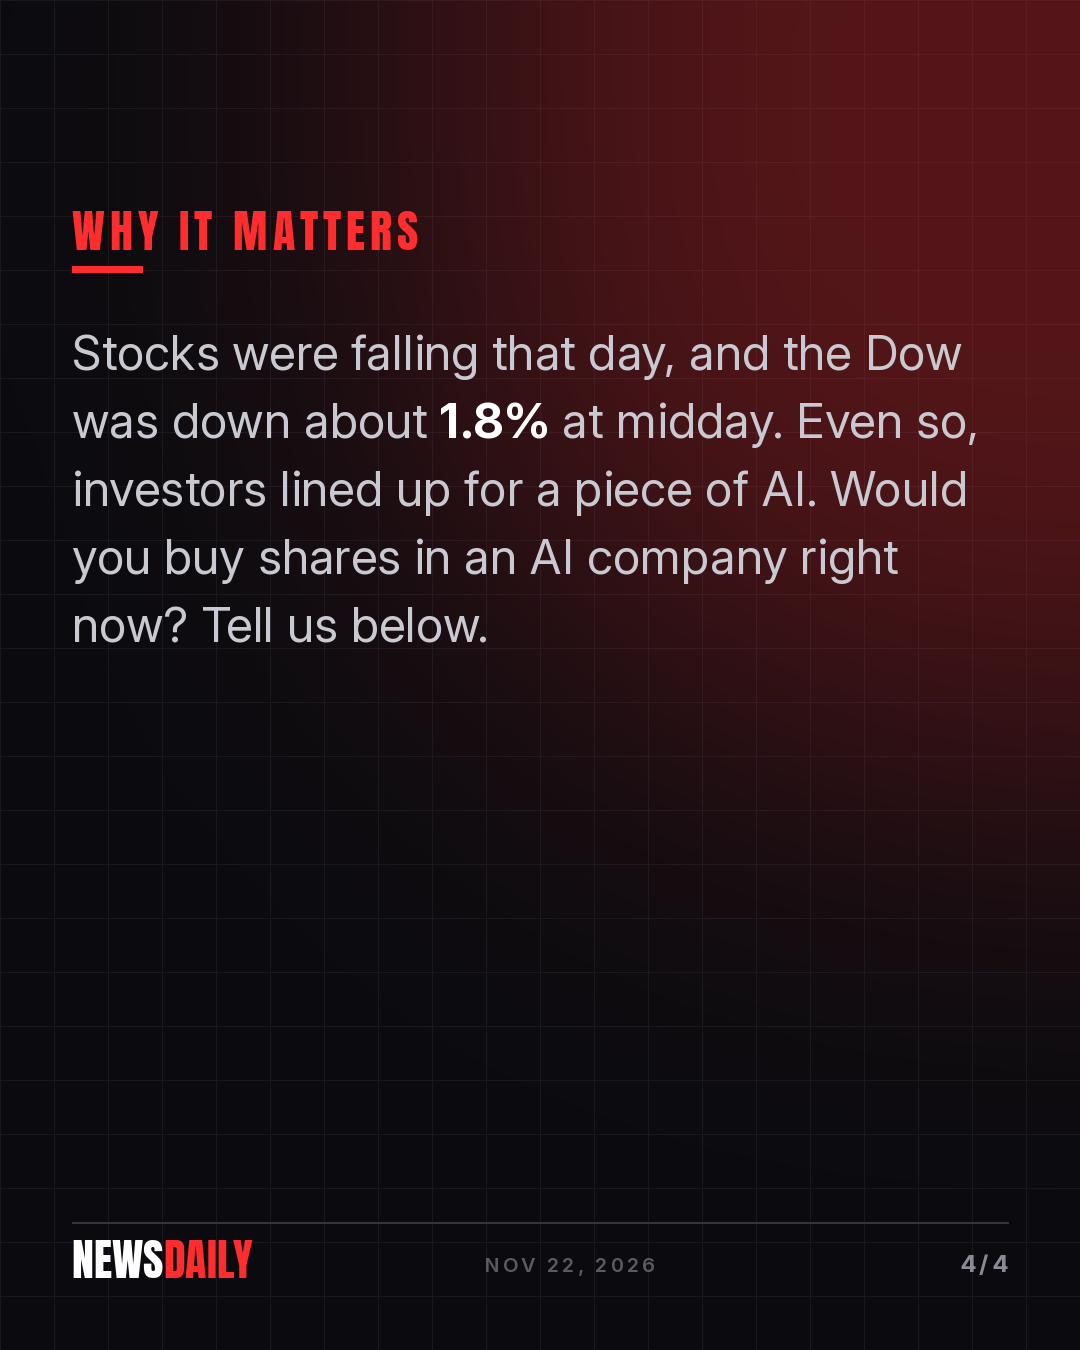 WHY IT MATTERS
Stocks were falling that day, and the Dow
was down about 1.8% at midday. Even so,
investors lined up for a piece of AI. Would
you buy shares in an AI company right
now? Tell us below.
NEWSDAILY
NOV 22, 2026
4/4